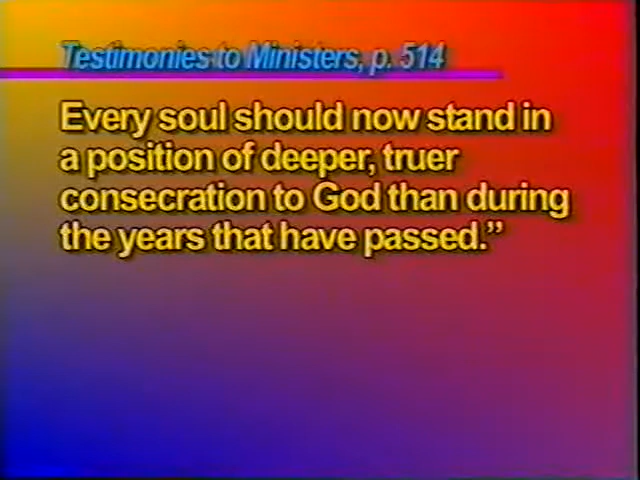 Testimonies to Ministers, p. 514
Every soul should now stand in
a position of deeper, truer
consecration to God than during
the years that have passed.”